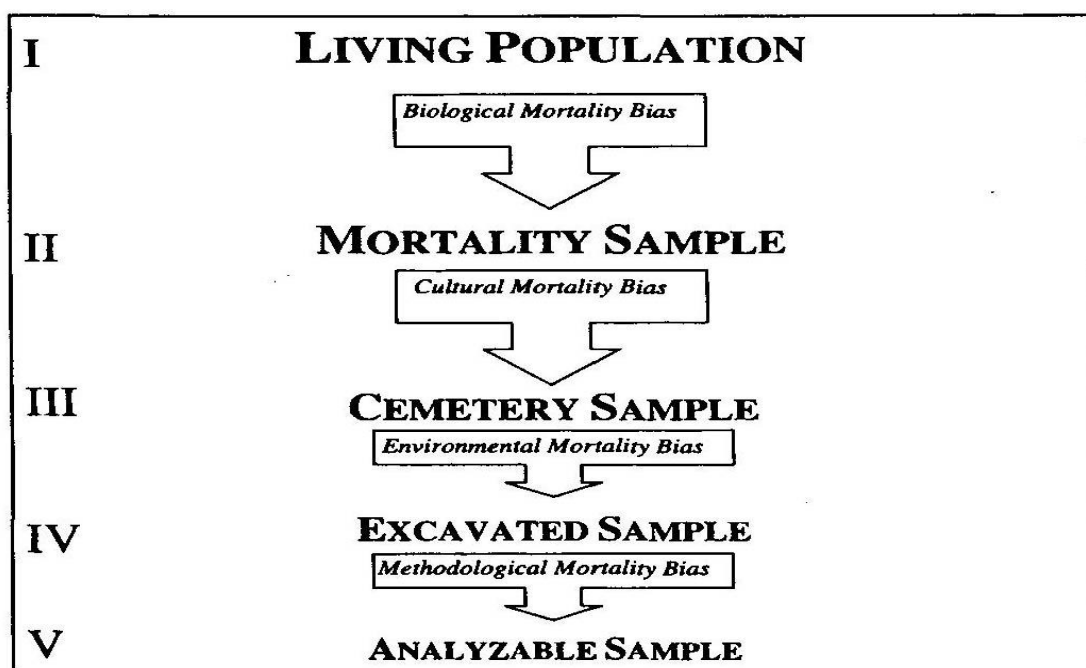 I LIVING POPULATION
Biological Mortality Bias
II MORTALITY SAMPLE
Cultural Mortality Bias
III CEMETERY SAMPLE
Environmental Mortality Bias
IV EXCAVATED SAMPLE
Methodological Mortality Bias
V ANALYZABLE SAMPLE